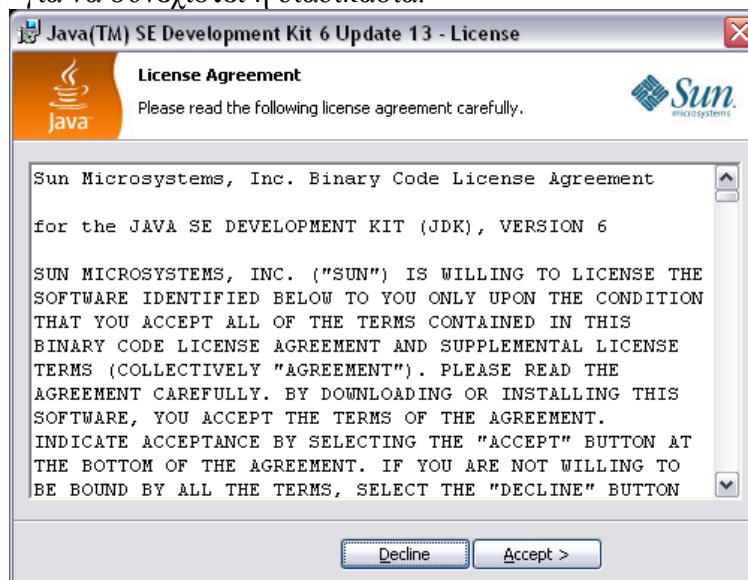 για να συνεχιστεί η διαδικασία.
Java(TM) SE Development Kit 6 Update 13 - License
License Agreement
Please read the following license agreement carefully.
Java
Sun
microsystems
Sun Microsystems, Inc. Binary Code License Agreement
for the JAVA SE DEVELOPMENT KIT (JDK), VERSION 6
SUN MICROSYSTEMS, INC. ("SUN") IS WILLING TO LICENSE THE
SOFTWARE IDENTIFIED BELOW TO YOU ONLY UPON THE CONDITION
THAT YOU ACCEPT ALL OF THE TERMS CONTAINED IN THIS
BINARY CODE LICENSE AGREEMENT AND SUPPLEMENTAL LICENSE
TERMS (COLLECTIVELY "AGREEMENT"). PLEASE READ THE
AGREEMENT CAREFULLY. BY DOWNLOADING OR INSTALLING THIS
SOFTWARE, YOU ACCEPT THE TERMS OF THE AGREEMENT.
INDICATE ACCEPTANCE BY SELECTING THE "ACCEPT" BUTTON AT
THE BOTTOM OF THE AGREEMENT. IF YOU ARE NOT WILLING TO
BE BOUND BY ALL THE TERMS, SELECT THE "DECLINE" BUTTON
Decline
Accept >